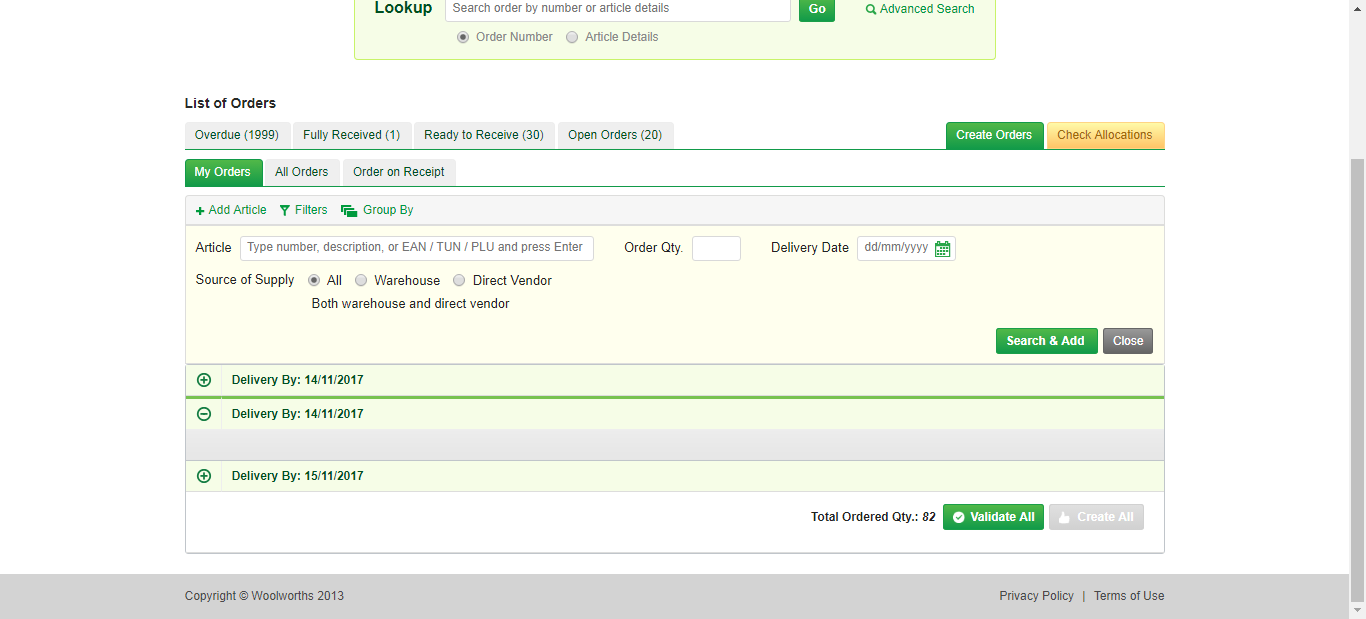 Lookup Search order by number or article details Go Advanced Search
Order Number Article Details
List of Orders
Overdue (1999) Fully Received (1) Ready to Receive (30) Open Orders (20) Create Orders Check Allocations
My Orders All Orders Order on Receipt
Add Article Filters Group By
Article Type number, description, or EAN / TUN / PLU and press Enter Order Qty. Delivery Date dd/mm/yyyy
Source of Supply All Warehouse Direct Vendor
Both warehouse and direct vendor
Search & Add Close
Delivery By: 14/11/2017
Delivery By: 14/11/2017
Delivery By: 15/11/2017
Total Ordered Qty.: 82 Validate All Create All
Copyright © Woolworths 2013 Privacy Policy | Terms of Use